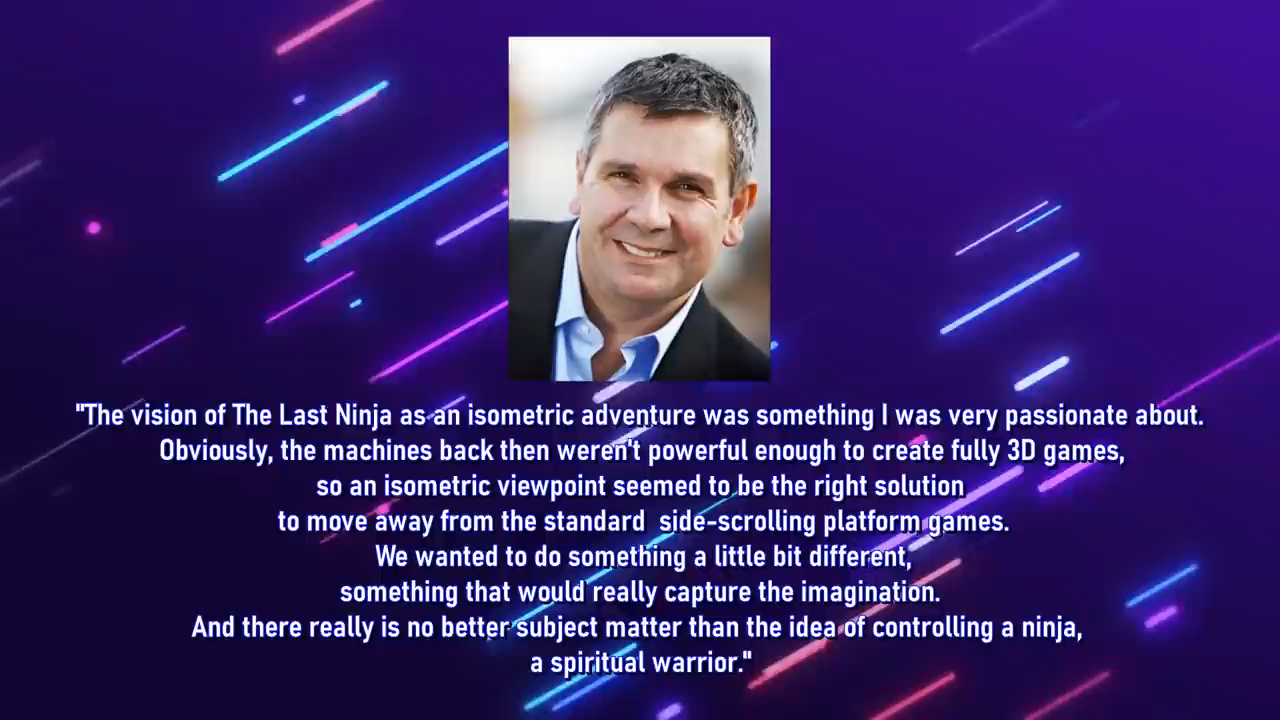 "The vision of The Last Ninja as an isometric adventure was something I was very passionate about.
Obviously, the machines back then weren't powerful enough to create fully 3D games,
so an isometric viewpoint seemed to be the right solution
to move away from the standard  side-scrolling platform games.
We wanted to do something a little bit different,
something that would really capture the imagination.
And there really is no better subject matter than the idea of controlling a ninja,
a spiritual warrior."